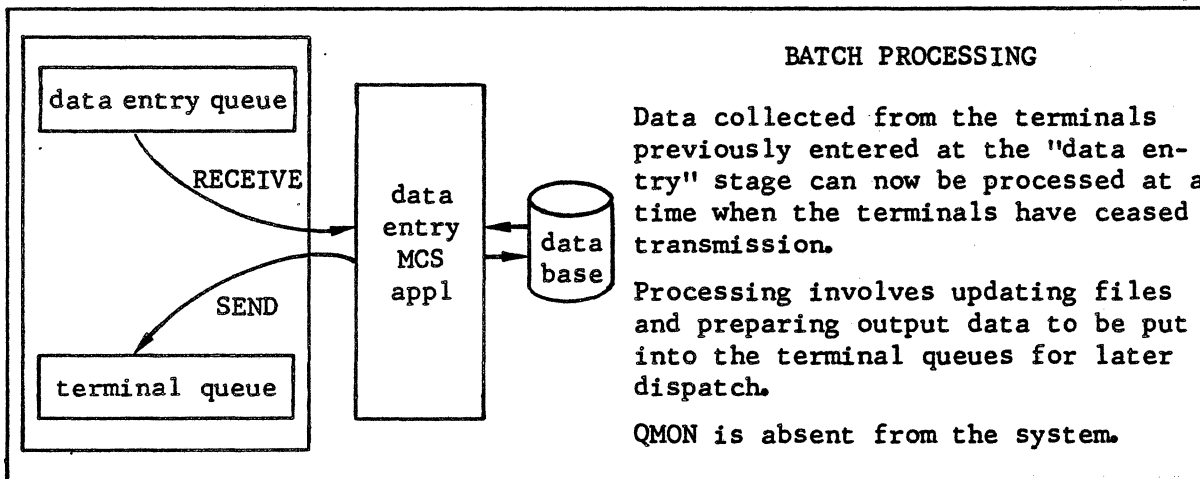 data entry queue
RECEIVE
SEND
terminal queue
data
entry
MCS
appl
data
base
BATCH PROCESSING
Data collected from the terminals
previously entered at the "data en-
try" stage can now be processed at a
time when the terminals have ceased
transmission.
Processing involves updating files
and preparing output data to be put
into the terminal queues for later
dispatch.
QMON is absent from the system.